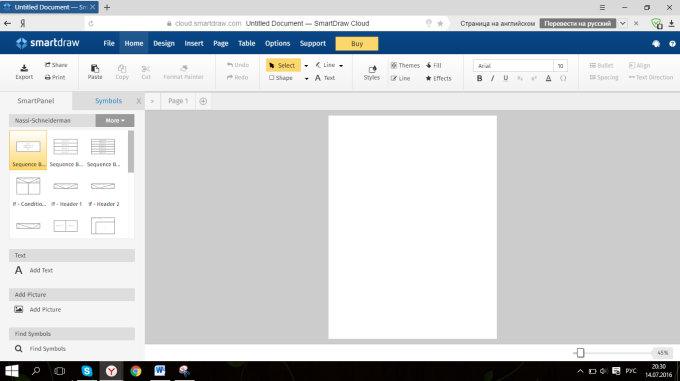 Untitled Document — S
cloud.smartdraw.com Untitled Document — SmartDraw Cloud
Страница на английском Перевести на русский
smartdraw File Home Design Insert Page Table Options Support Buy
Export Share Print Paste Copy Cut Format Painter Undo Redo Select Line Shape Text Styles Themes Fill Line Effects Arial 10 B I U A Bullet Align Spacing Text Direction
SmartPanel Symbols X Page 1
Nassi-Schneiderman More
Sequence B... Sequence B... Sequence B...
If - Conditio... If - Header 1 If - Header 2
Text
A Add Text
Add Picture
Add Picture
Find Symbols
Find Symbols
45%
РУС 20:30
14.07.2016